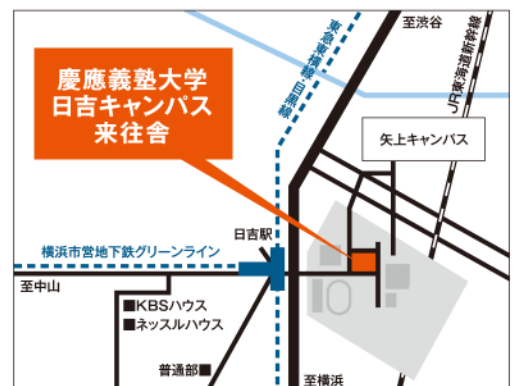 至渋谷
東急東横線・目黒線
JR東海道新幹線
慶應義塾大学
日吉キャンパス
来往舎
矢上キャンパス
日吉駅
横浜市営地下鉄グリーンライン
至中山
■KBSハウス
■ネッスルハウス
普通部■
至横浜